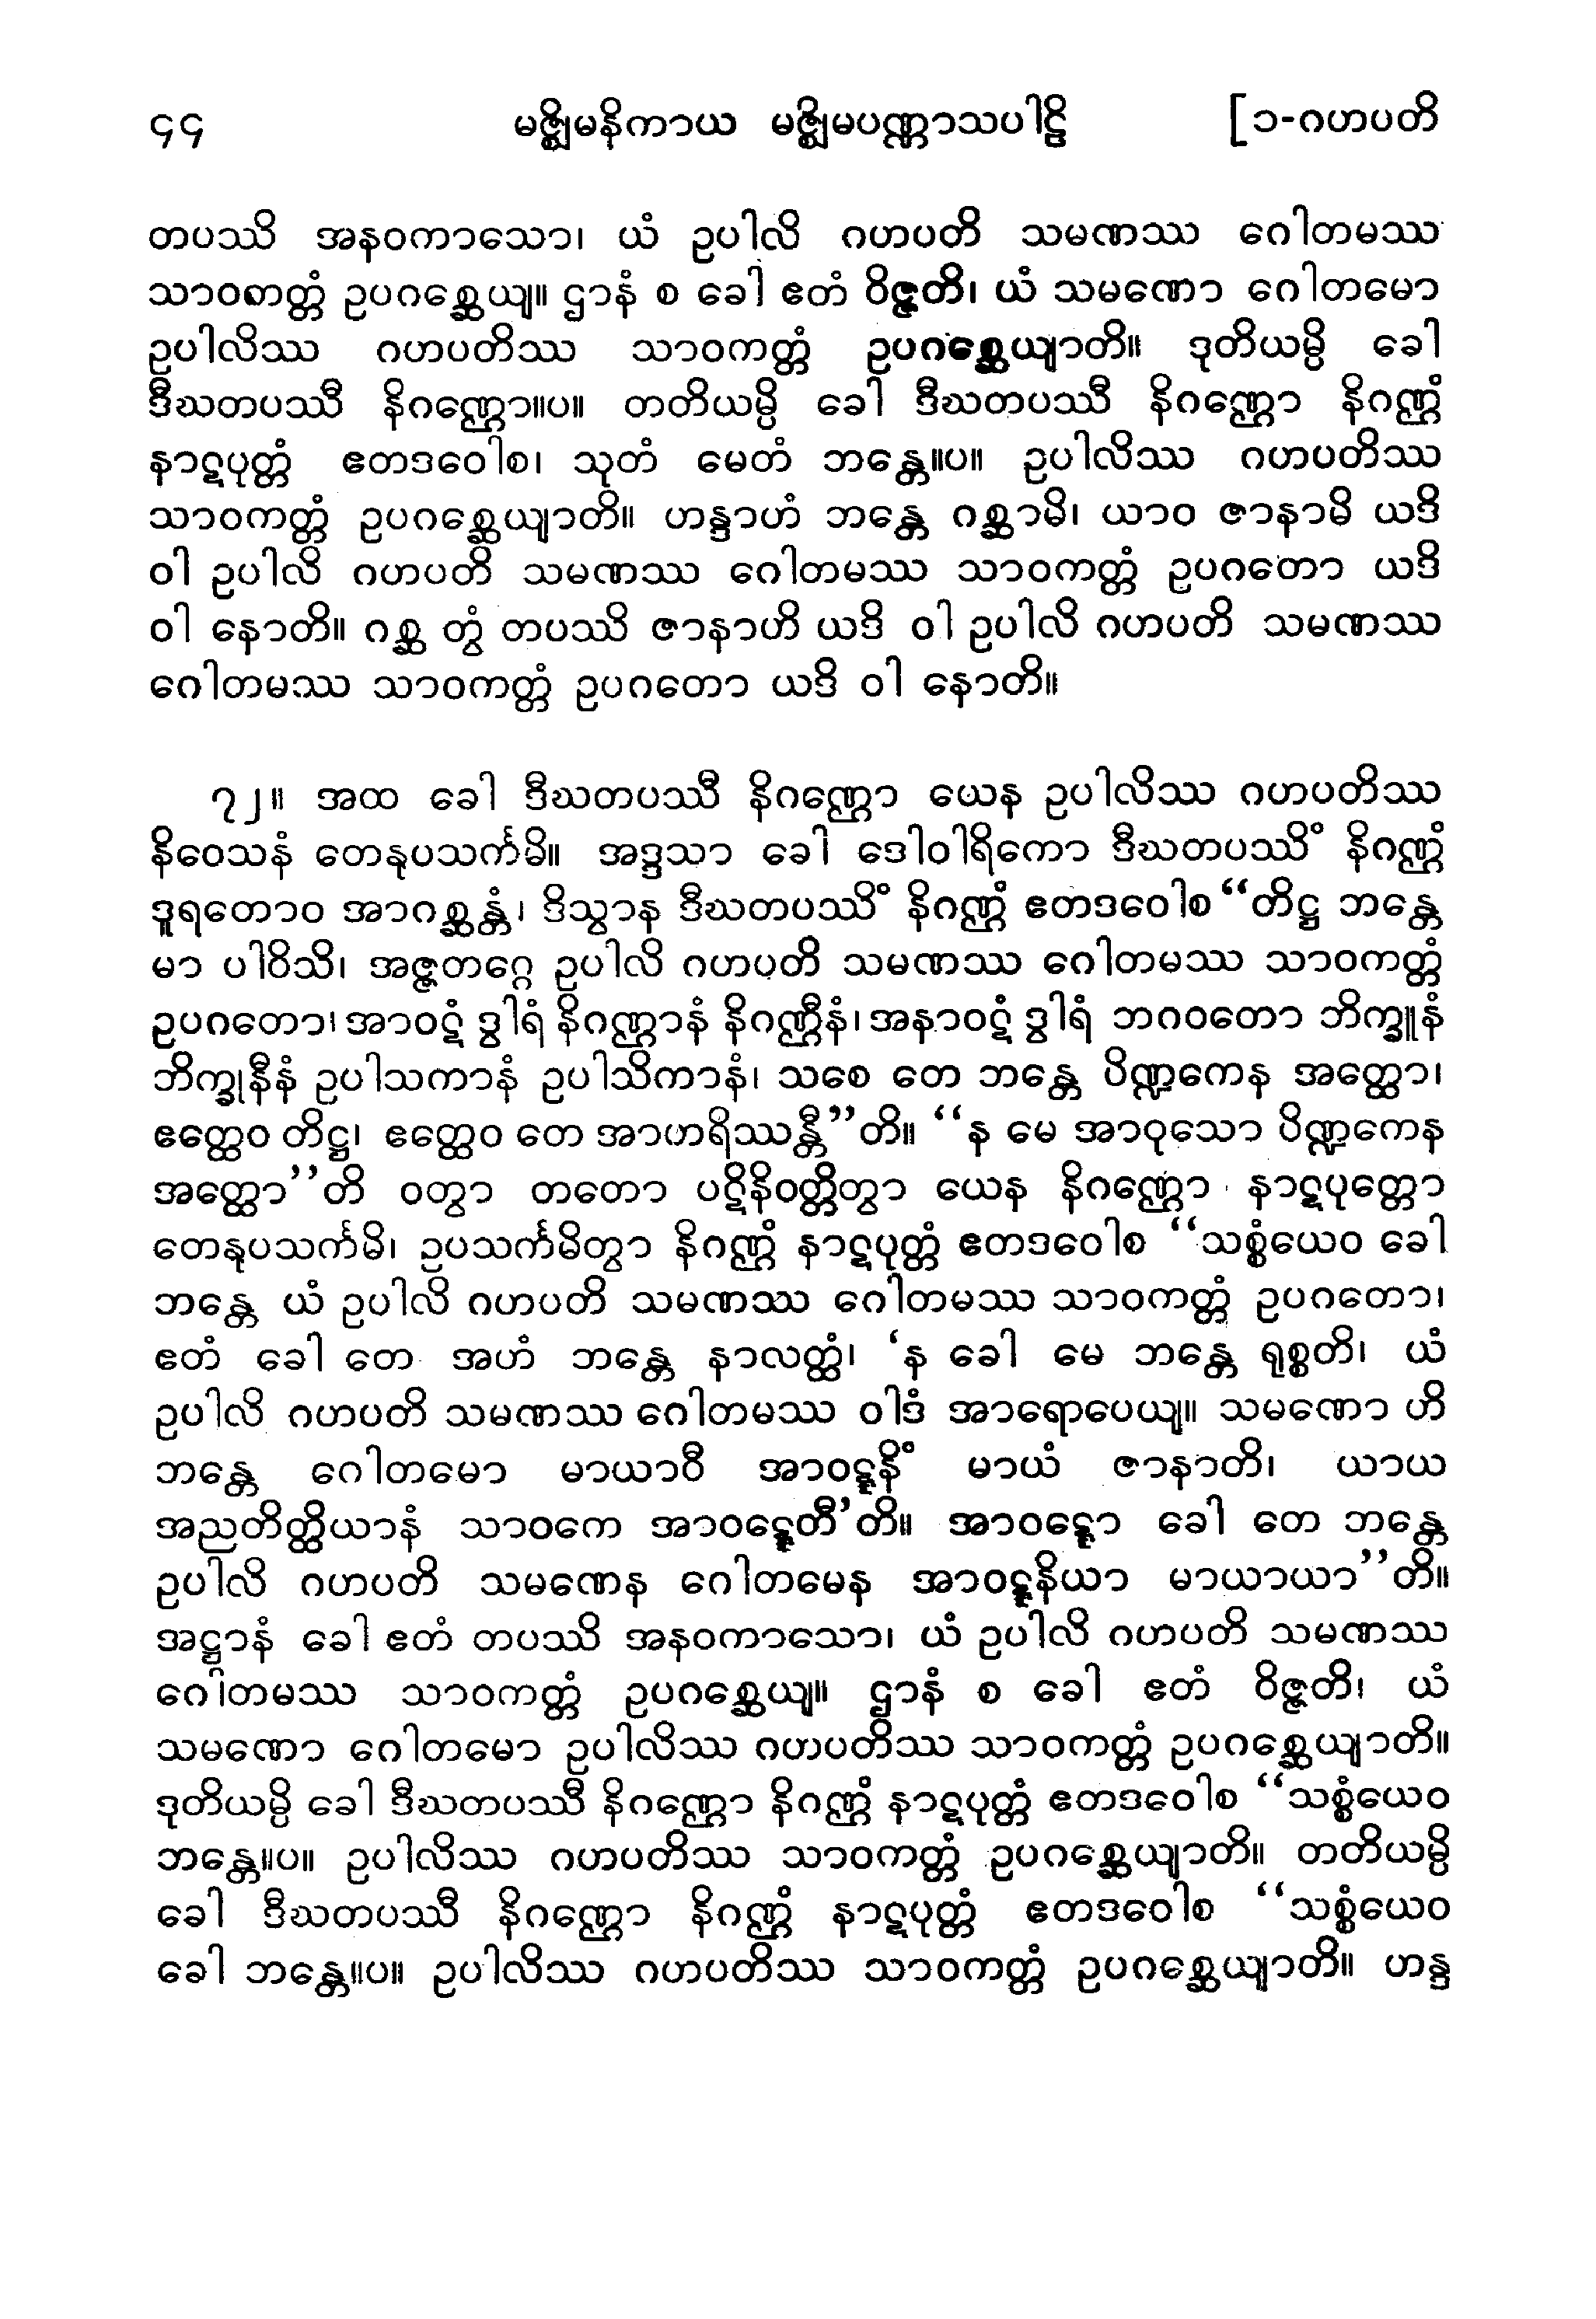 ၄၄ မဇ္ဈိမနိကာယ မဇ္ဈိမပဏ္ဏာသပါဠိ [၁-ဂဟပတိ
တပဿိ အနဝကာသော၊ ယံ ဥပါလိ ဂဟပတိ သမဏဿ ဂေါတမဿ
သာဝကတ္တံ ဥပဂစ္ဆေယျ။ ဌာနံ စ ခေါ ဧတံ ဝိဇ္ဇတိ၊ ယံ သမဏော ဂေါတမော
ဥပါလိဿ ဂဟပတိဿ သာဝကတ္တံ ဥပဂစ္ဆေယျာတိ။ ဒုတိယမ္ပိ ခေါ
ဒီဃတပဿီ နိဂဏ္ဌော။ပ။ တတိယမ္ပိ ခေါ ဒီဃတပဿီ နိဂဏ္ဌော နိဂဏ္ဌံ
နာဋပုတ္တံ ဧတဒဝေါစ၊ သုတံ မေတံ ဘန္တေ။ပ။ ဥပါလိဿ ဂဟပတိဿ
သာဝကတ္တံ ဥပဂစ္ဆေယျာတိ။ ဟန္ဒာဟံ ဘန္တေ ဂစ္ဆာမိ၊ ယာဝ ဇာနာမိ ယဒိ
ဝါ ဥပါလိ ဂဟပတိ သမဏဿ ဂေါတမဿ သာဝကတ္တံ ဥပဂတော ယဒိ
ဝါ နောတိ။ ဂစ္ဆ တွံ တပဿိ ဇာနာဟိ ယဒိ ဝါ ဥပါလိ ဂဟပတိ သမဏဿ
ဂေါတမဿ သာဝကတ္တံ ဥပဂတော ယဒိ ဝါ နောတိ။
၇၂။ အထ ခေါ ဒီဃတပဿီ နိဂဏ္ဌော ယေန ဥပါလိဿ ဂဟပတိဿ
နိဝေသနံ တေနုပသင်္ကမိ။ အဒ္ဒသာ ခေါ ဒေါဝါရိကော ဒီဃတပဿိံ နိဂဏ္ဌံ
ဒူရတောဝ အာဂစ္ဆန္တံ၊ ဒိသွာန ဒီဃတပဿိံ နိဂဏ္ဌံ ဧတဒဝေါစ “တိဋ္ဌ ဘန္တေ
မာ ပါဝိသိ၊ အဇ္ဇတဂ္ဂေ ဥပါလိ ဂဟပတိ သမဏဿ ဂေါတမဿ သာဝကတ္တံ
ဥပဂတော၊ အာဝဋံ ဒွါရံ နိဂဏ္ဌာနံ နိဂဏ္ဌီနံ၊ အနာဝဋံ ဒွါရံ ဘဂဝတော ဘိက္ခူနံ
ဘိက္ခုနီနံ ဥပါသကာနံ ဥပါသိကာနံ၊ သစေ တေ ဘန္တေ ပိဏ္ဍကေန အတ္ထော၊
ဧတ္ထေဝ တိဋ္ဌ၊ ဧတ္ထေဝ တေ အာဟရိဿန္တီ”တိ။ “န မေ အာဝုသော ပိဏ္ဍကေန
အတ္ထော”တိ ဝတွာ တတော ပဋိနိဝတ္တိတွာ ယေန နိဂဏ္ဌော နာဋပုတ္တော
တေနုပသင်္ကမိ၊ ဥပသင်္ကမိတွာ နိဂဏ္ဌံ နာဋပုတ္တံ ဧတဒဝေါစ “သစ္စံယေဝ ခေါ
ဘန္တေ ယံ ဥပါလိ ဂဟပတိ သမဏဿ ဂေါတမဿ သာဝကတ္တံ ဥပဂတော၊
ဧတံ ခေါ တေ အဟံ ဘန္တေ နာလတ္ထံ၊ ‘န ခေါ မေ ဘန္တေ ရုစ္စတိ၊ ယံ
ဥပါလိ ဂဟပတိ သမဏဿ ဂေါတမဿ ဝါဒံ အာရောပေယျ။ သမဏော ဟိ
ဘန္တေ ဂေါတမော မာယာဝီ အာဝဋ္ဋနိံ မာယံ ဇာနာတိ၊ ယာယ
အညတိတ္ထိယာနံ သာဝကေ အာဝဋ္ဋေတီ’တိ။ အာဝဋ္ဋော ခေါ တေ ဘန္တေ
ဥပါလိ ဂဟပတိ သမဏေန ဂေါတမေန အာဝဋ္ဋနိယာ မာယာယာ”တိ။
အဋ္ဌာနံ ခေါ ဧတံ တပဿိ အနဝကာသော၊ ယံ ဥပါလိ ဂဟပတိ သမဏဿ
ဂေါတမဿ သာဝကတ္တံ ဥပဂစ္ဆေယျ။ ဌာနံ စ ခေါ ဧတံ ဝိဇ္ဇတိ၊ ယံ
သမဏော ဂေါတမော ဥပါလိဿ ဂဟပတိဿ သာဝကတ္တံ ဥပဂစ္ဆေယျာတိ။
ဒုတိယမ္ပိ ခေါ ဒီဃတပဿီ နိဂဏ္ဌော နိဂဏ္ဌံ နာဋပုတ္တံ ဧတဒဝေါစ “သစ္စံယေဝ
ဘန္တေ။ပ။ ဥပါလိဿ ဂဟပတိဿ သာဝကတ္တံ ဥပဂစ္ဆေယျာတိ။ တတိယမ္ပိ
ခေါ ဒီဃတပဿီ နိဂဏ္ဌော နိဂဏ္ဌံ နာဋပုတ္တံ ဧတဒဝေါစ “သစ္စံယေဝ
ခေါ ဘန္တေ။ပ။ ဥပါလိဿ ဂဟပတိဿ သာဝကတ္တံ ဥပဂစ္ဆေယျာတိ။ ဟန္ဒ